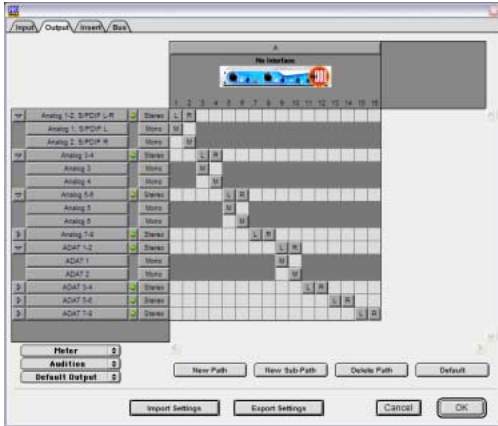 Input Output Insert Bus
A
No Interface
1 2 3 4 5 6 7 8 9 10 11 12 13 14 15 16
Analog 1-2, S/PDIF L-R Stereo L R
Analog 1, S/PDIF L Mono M
Analog 2, S/PDIF R Mono M
Analog 3-4 Stereo L R
Analog 3 Mono M
Analog 4 Mono M
Analog 5-6 Stereo L R
Analog 5 Mono M
Analog 6 Mono M
Analog 7-8 Stereo L R
ADAT 1-2 Stereo L R
ADAT 1 Mono M
ADAT 2 Mono M
ADAT 3-4 Stereo L R
ADAT 5-6 Stereo L R
ADAT 7-8 Stereo L R
Meter
Audition
Default Output
New Path New Sub-Path Delete Path Default
Import Settings Export Settings Cancel OK